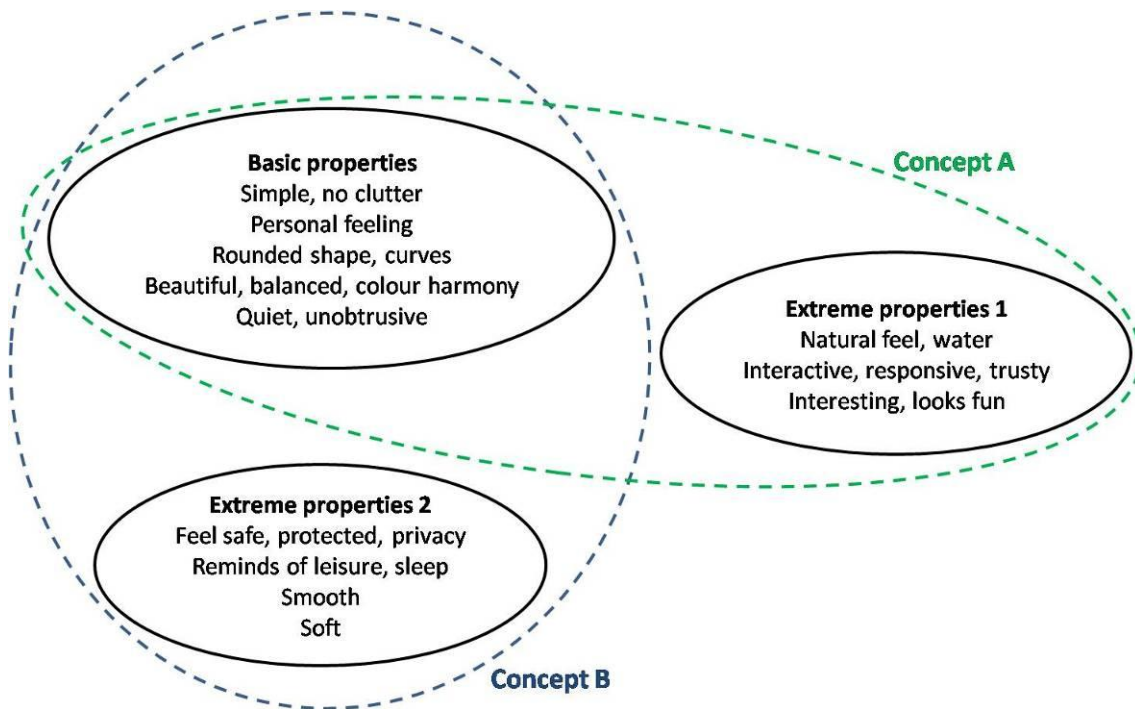 Basic properties
Simple, no clutter
Personal feeling
Rounded shape, curves
Beautiful, balanced, colour harmony
Quiet, unobtrusive
Concept A
Extreme properties 1
Natural feel, water
Interactive, responsive, trusty
Interesting, looks fun
Extreme properties 2
Feel safe, protected, privacy
Reminds of leisure, sleep
Smooth
Soft
Concept B